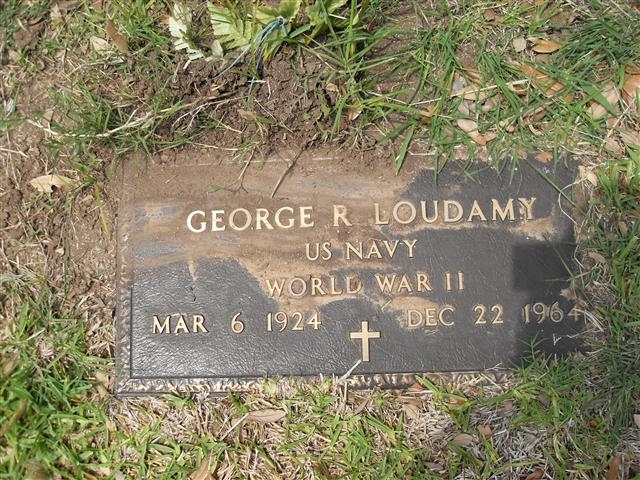 GEORGE R LOUDAMY
US NAVY
WORLD WAR II
MAR 6 1924 DEC 22 1964